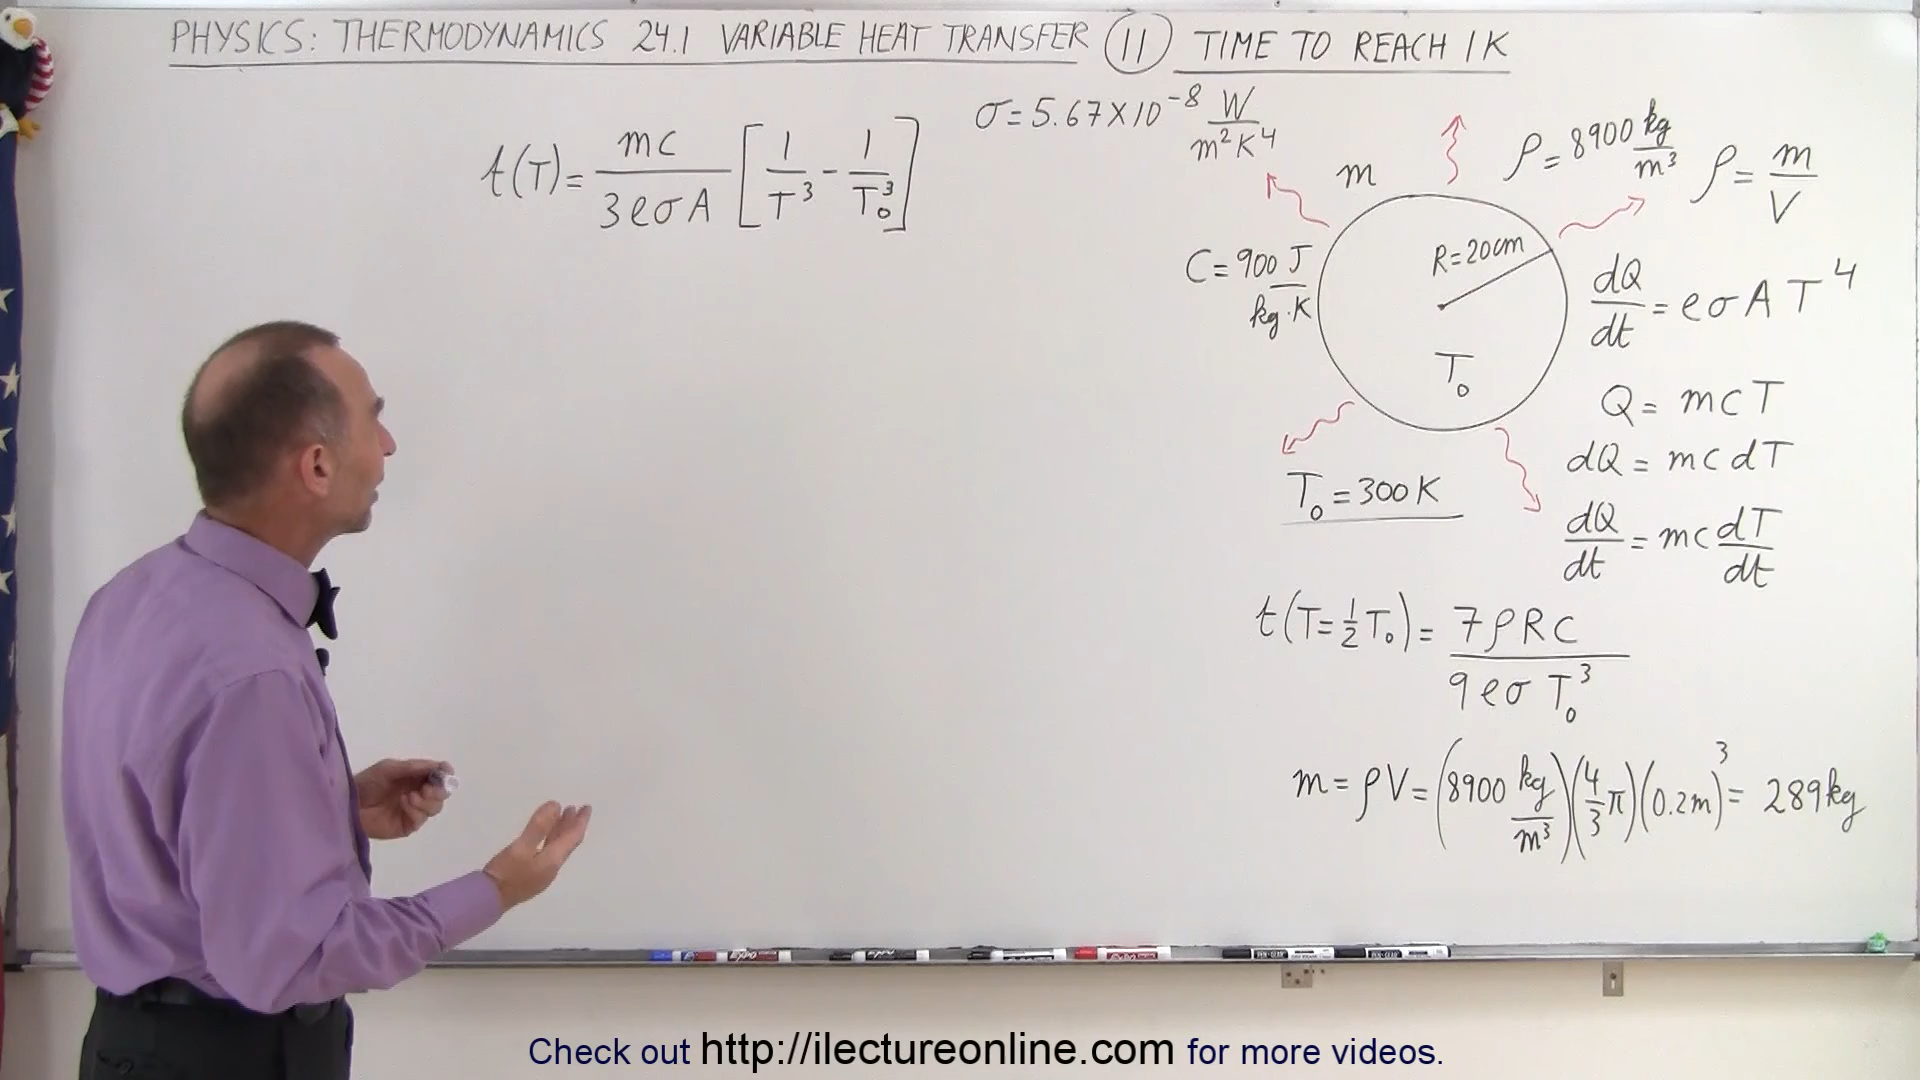 PHYSICS: THERMODYNAMICS 24.1 VARIABLE HEAT TRANSFER (11) TIME TO REACH 1K
t(T) = mc / 3eσA [1/T³ - 1/T₀³]
σ = 5.67×10⁻⁸ W / m²K⁴
m
ρ = 8900 kg/m³
ρ = m/V
C = 900 J / kg·K
R = 20cm
T₀
dQ/dt = eσAT⁴
Q = mcT
dQ = mcdT
T₀ = 300K
dQ/dt = mc dT/dt
t(T=½T₀) = 7ρRC / 9eσT₀³
m = ρV = (8900 kg/m³)(4/3 π)(0.2m)³ = 289kg
Check out http://ilectureonline.com for more videos.